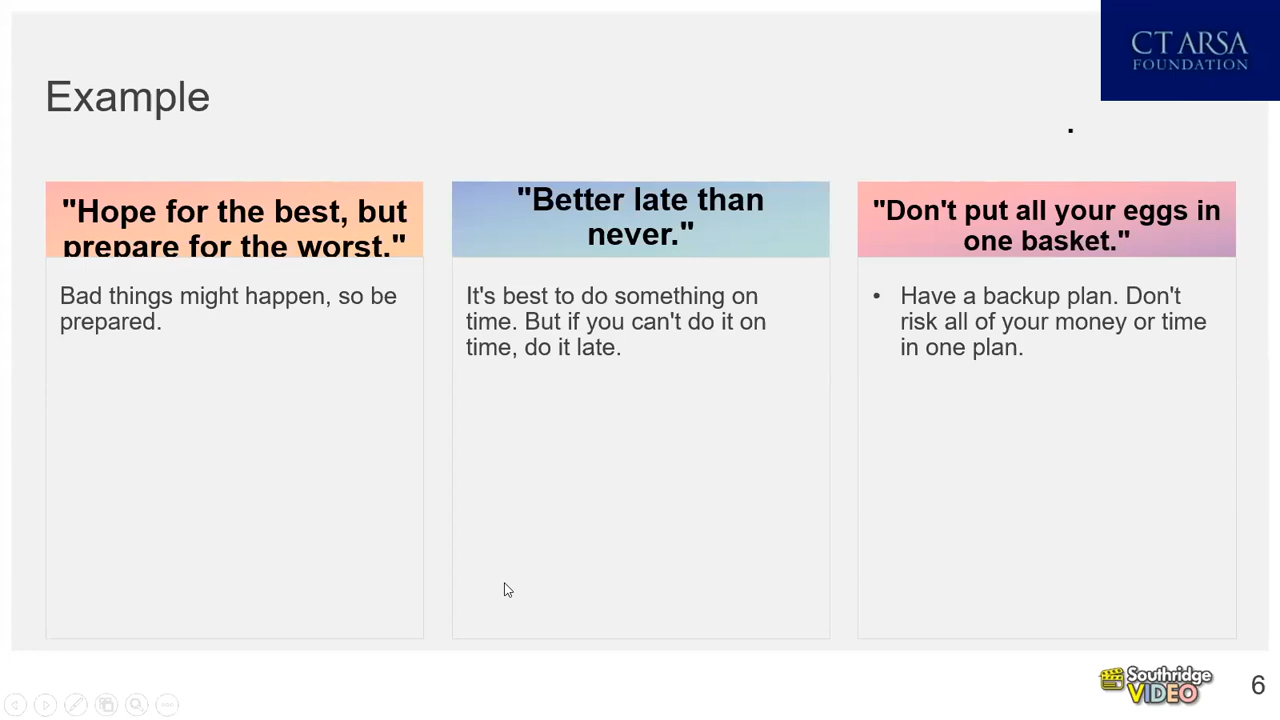 CT ARSA
FOUNDATION
Example
.
"Hope for the best, but
prepare for the worst."
Bad things might happen, so be
prepared.
"Better late than
never."
It's best to do something on
time. But if you can't do it on
time, do it late.
"Don't put all your eggs in
one basket."
• Have a backup plan. Don't
risk all of your money or time
in one plan.
Southridge
VIDEO
6